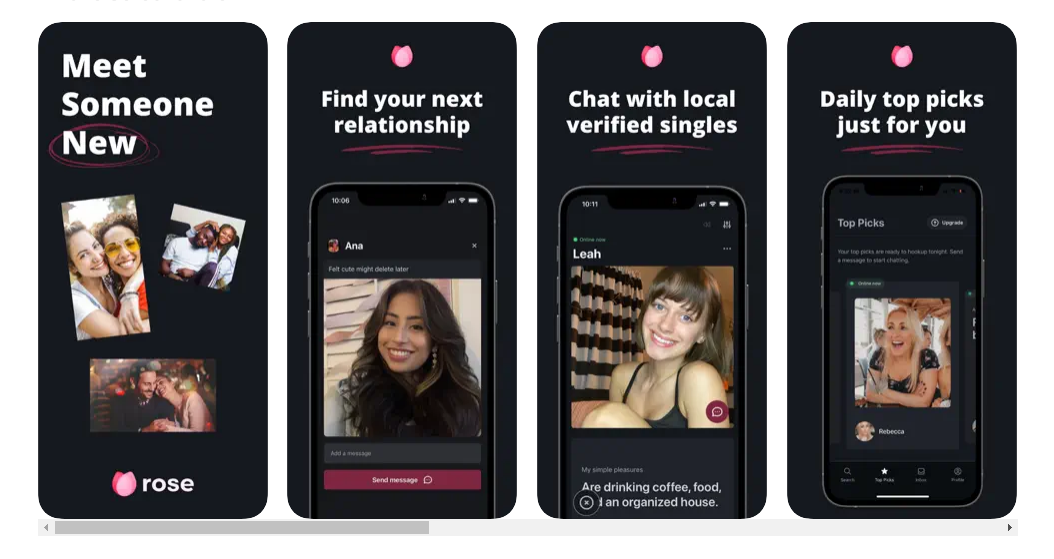 Meet
Someone
New
rose
Find your next
relationship
10:06
Ana
Felt cute might delete later
Add a message
Send message
Chat with local
verified singles
10:11
Online now
Leah
My simple pleasures
Are drinking coffee, food,
an organized house.
Daily top picks
just for you
Top Picks
Upgrade
Your top picks are ready to hookup tonight. Send
a message to start chatting.
Online now
Rebecca
Search
Top Picks
Inbox
Profile